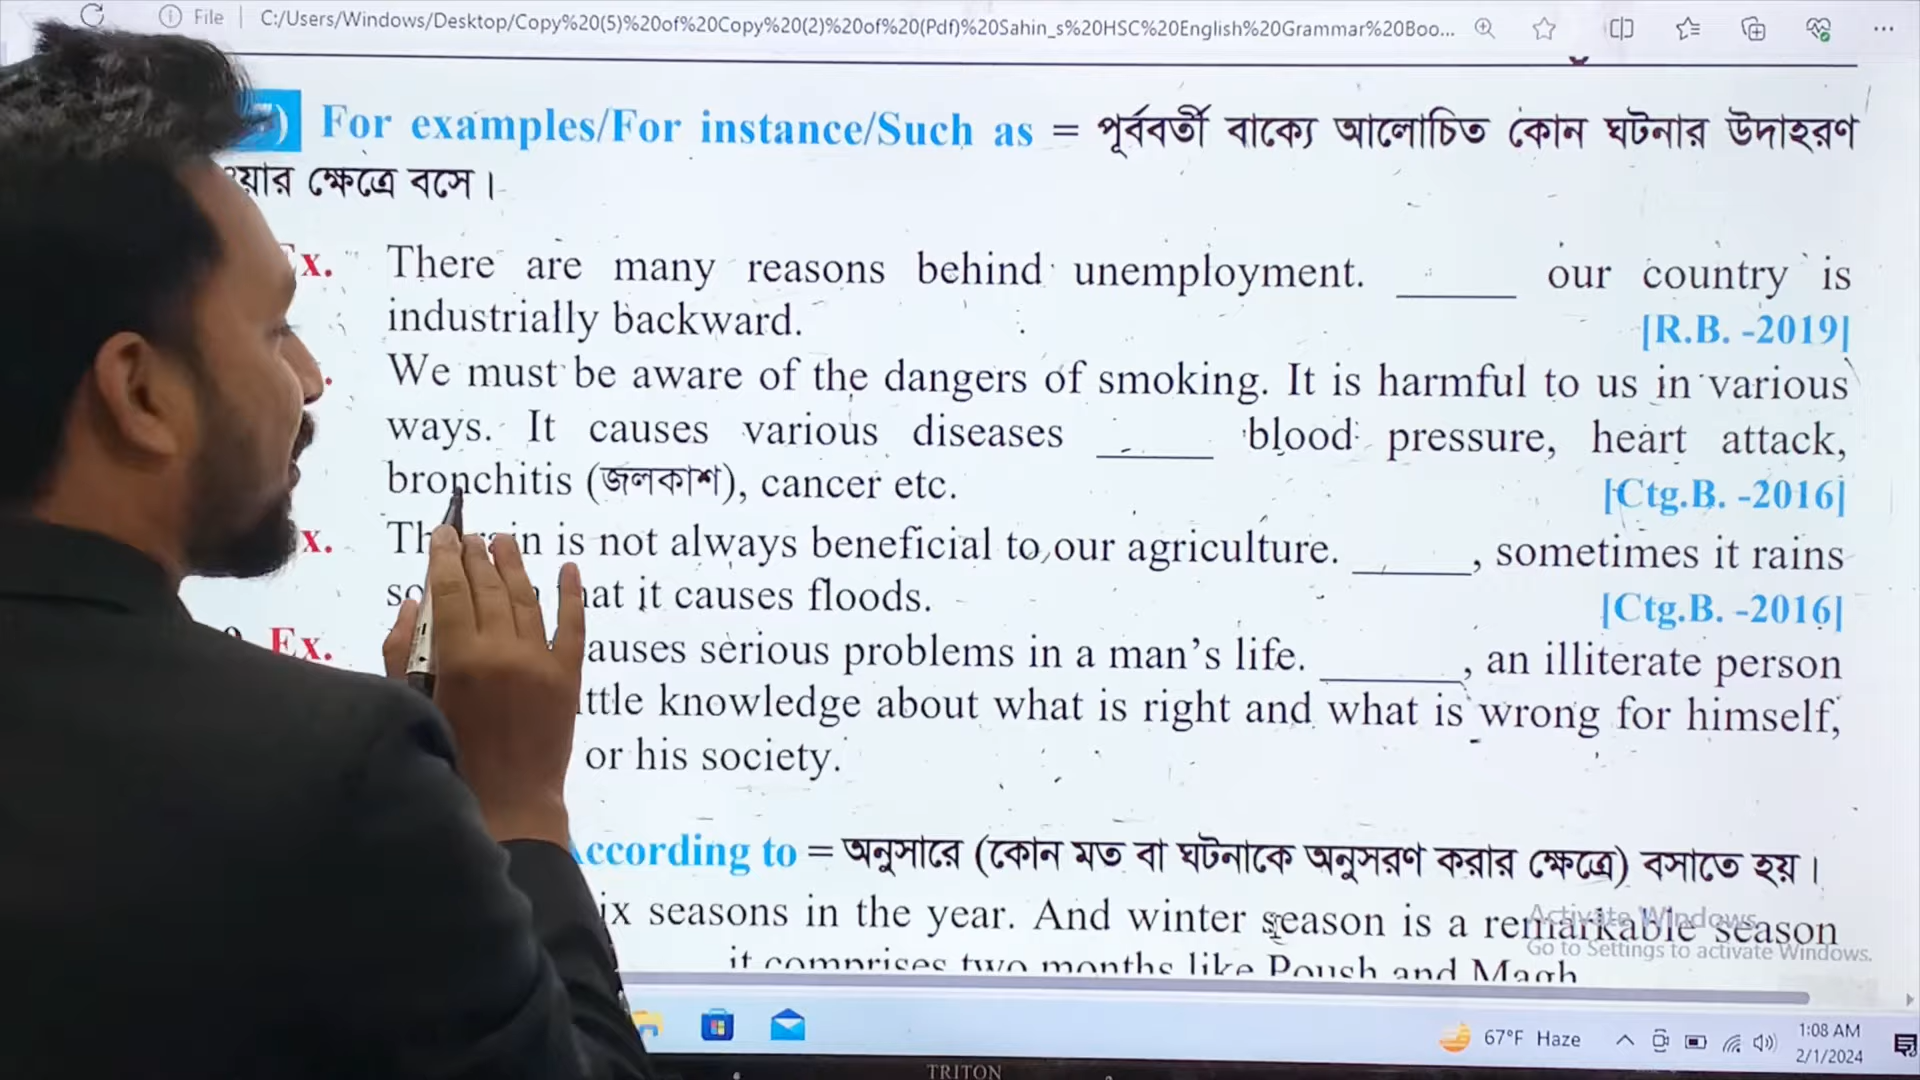 File
C:/Users/Windows/Desktop/Copy%20(5)%20of%20Copy%20(2)%20of%20(Pdf)%20Sahin_s%20HSC%20English%20Grammar%20Boo...
) For examples/For instance/Such as = পূর্ববর্তী বাক্যে আলোচিত কোন ঘটনার উদাহরণ
ক্ষেত্রে বসে।
x. There are many reasons behind unemployment. ______ our country is
industrially backward. [R.B. -2019]
We must be aware of the dangers of smoking. It is harmful to us in various
ways. It causes various diseases ______ blood pressure, heart attack,
bronchitis (জলকাশ), cancer etc. [Ctg.B. -2016]
x. is not always beneficial to our agriculture. ______, sometimes it rains
it causes floods. [Ctg.B. -2016]
Ex. auses serious problems in a man's life. ______, an illiterate person
ttle knowledge about what is right and what is wrong for himself,
or his society.
ccording to = অনুসারে (কোন মত বা ঘটনাকে অনুসরণ করার ক্ষেত্রে) বসাতে হয়।
ix seasons in the year. And winter season is a remarkable season
it comprises two months like Poush and Magh
Activate Windows
Go to Settings to activate Windows.
67°F Haze
1:08 AM
2/1/2024
TRITON